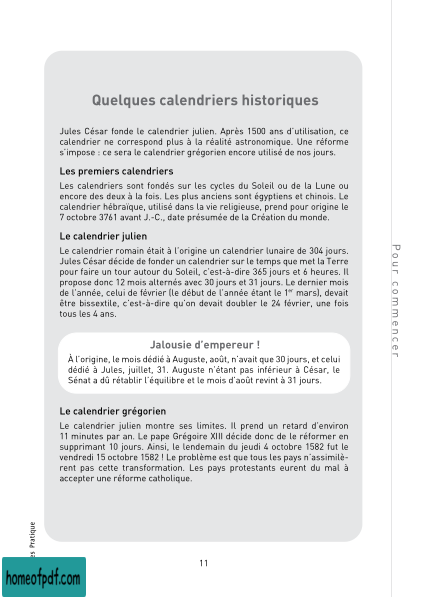 Quelques calendriers historiques
Jules César fonde le calendrier julien. Après 1500 ans d'utilisation, ce
calendrier ne correspond plus à la réalité astronomique. Une réforme
s'impose : ce sera le calendrier grégorien encore utilisé de nos jours.
Les premiers calendriers
Les calendriers sont fondés sur les cycles du Soleil ou de la Lune ou
encore des deux à la fois. Les plus anciens sont égyptiens et chinois. Le
calendrier hébraïque, utilisé dans la vie religieuse, prend pour origine le
7 octobre 3761 avant J.-C., date présumée de la Création du monde.
Le calendrier julien
Le calendrier romain était à l'origine un calendrier lunaire de 304 jours.
Jules César décide de fonder un calendrier sur le temps que met la Terre
pour faire un tour autour du Soleil, c'est-à-dire 365 jours et 6 heures. Il
propose donc 12 mois alternés avec 30 jours et 31 jours. Le dernier mois
de l'année, celui de février (le début de l'année étant le 1er mars), devait
être bissextile, c'est-à-dire qu'on devait doubler le 24 février, une fois
tous les 4 ans.
Jalousie d'empereur !
À l'origine, le mois dédié à Auguste, août, n'avait que 30 jours, et celui
dédié à Jules, juillet, 31. Auguste n'étant pas inférieur à César, le
Sénat a dû rétablir l'équilibre et le mois d'août revint à 31 jours.
Le calendrier grégorien
Le calendrier julien montre ses limites. Il prend un retard d'environ
11 minutes par an. Le pape Grégoire XIII décide donc de le réformer en
supprimant 10 jours. Ainsi, le lendemain du jeudi 4 octobre 1582 fut le
vendredi 15 octobre 1582 ! Le problème est que tous les pays n'assimilè-
rent pas cette transformation. Les pays protestants eurent du mal à
accepter une réforme catholique.
Pour commencer
es Pratique
11
homeofpdf.com